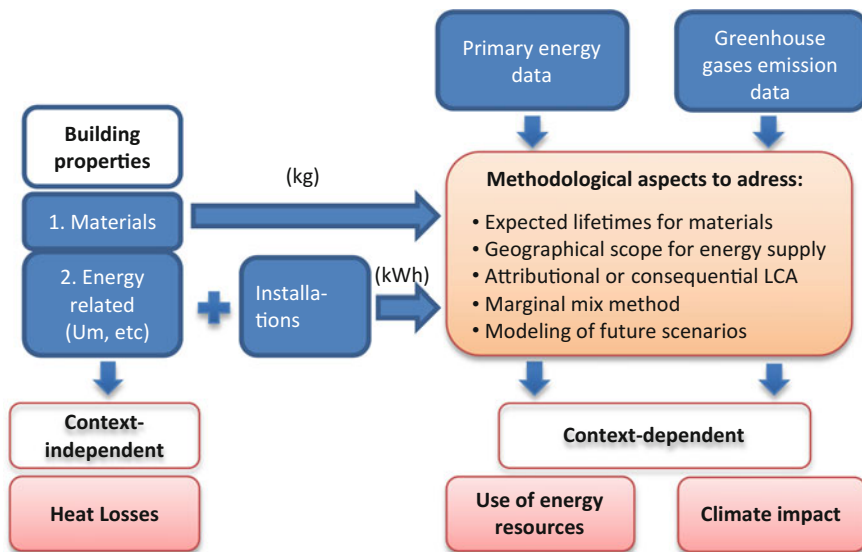 Primary energy
data
Greenhouse
gases emission
data
Building
properties
(kg)
1. Materials
2. Energy
related
(Um, etc)
Installa-
tions
(kWh)
Methodological aspects to adress:
• Expected lifetimes for materials
• Geographical scope for energy supply
• Attributional or consequential LCA
• Marginal mix method
• Modeling of future scenarios
Context-
independent
Heat Losses
Context-dependent
Use of energy
resources
Climate impact